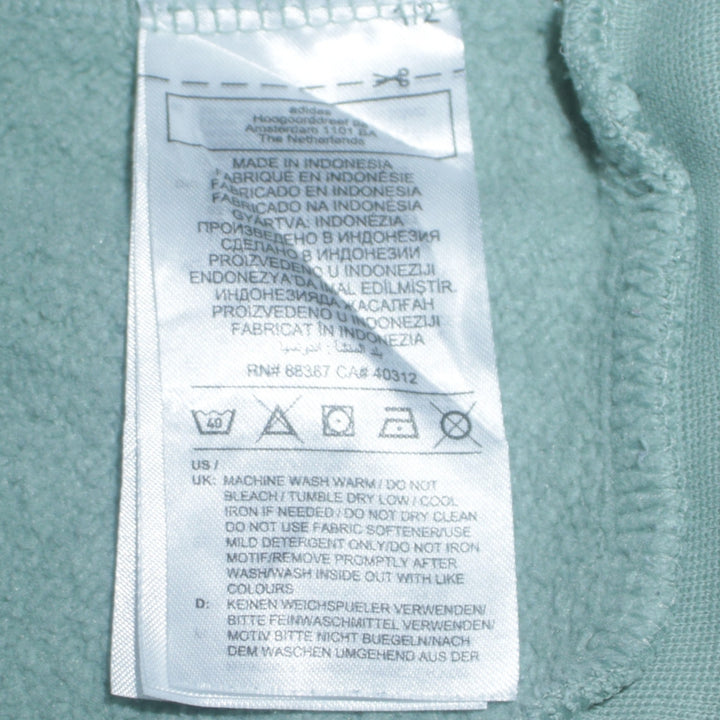 1/2
adidas
Hoogoorddreef 9a
Amsterdam 1101 BA
The Netherlands
MADE IN INDONESIA
FABRIQUÉ EN INDONÉSIE
FABRICADO EN INDONESIA
FABRICADO NA INDONÉSIA
GYÁRTVA: INDONÉZIA
ПРОИЗВЕДЕНО В ИНДОНЕЗИЯ
СДЕЛАНО В ИНДОНЕЗИИ
PROIZVEDENO U INDONEZIJI
ENDONEZYA'DA İMAL EDİLMİŞTİR.
ИНДОНЕЗИЯДА ЖАСАЛҒАН
PROIZVEDENO U INDONEZIJI
FABRICAT ÎN INDONEZIA
بلد المنشأ : اندونيسيا
RN# 88387 CA# 40312
40
US /
UK: MACHINE WASH WARM / DO NOT
BLEACH / TUMBLE DRY LOW / COOL
IRON IF NEEDED / DO NOT DRY CLEAN
DO NOT USE FABRIC SOFTENER/USE
MILD DETERGENT ONLY/DO NOT IRON
MOTIF/REMOVE PROMPTLY AFTER
WASH/WASH INSIDE OUT WITH LIKE
COLOURS
D: KEINEN WEICHSPUELER VERWENDEN/
BITTE FEINWASCHMITTEL VERWENDEN/
MOTIV BITTE NICHT BUEGELN/NACH
DEM WASCHEN UMGEHEND AUS DER